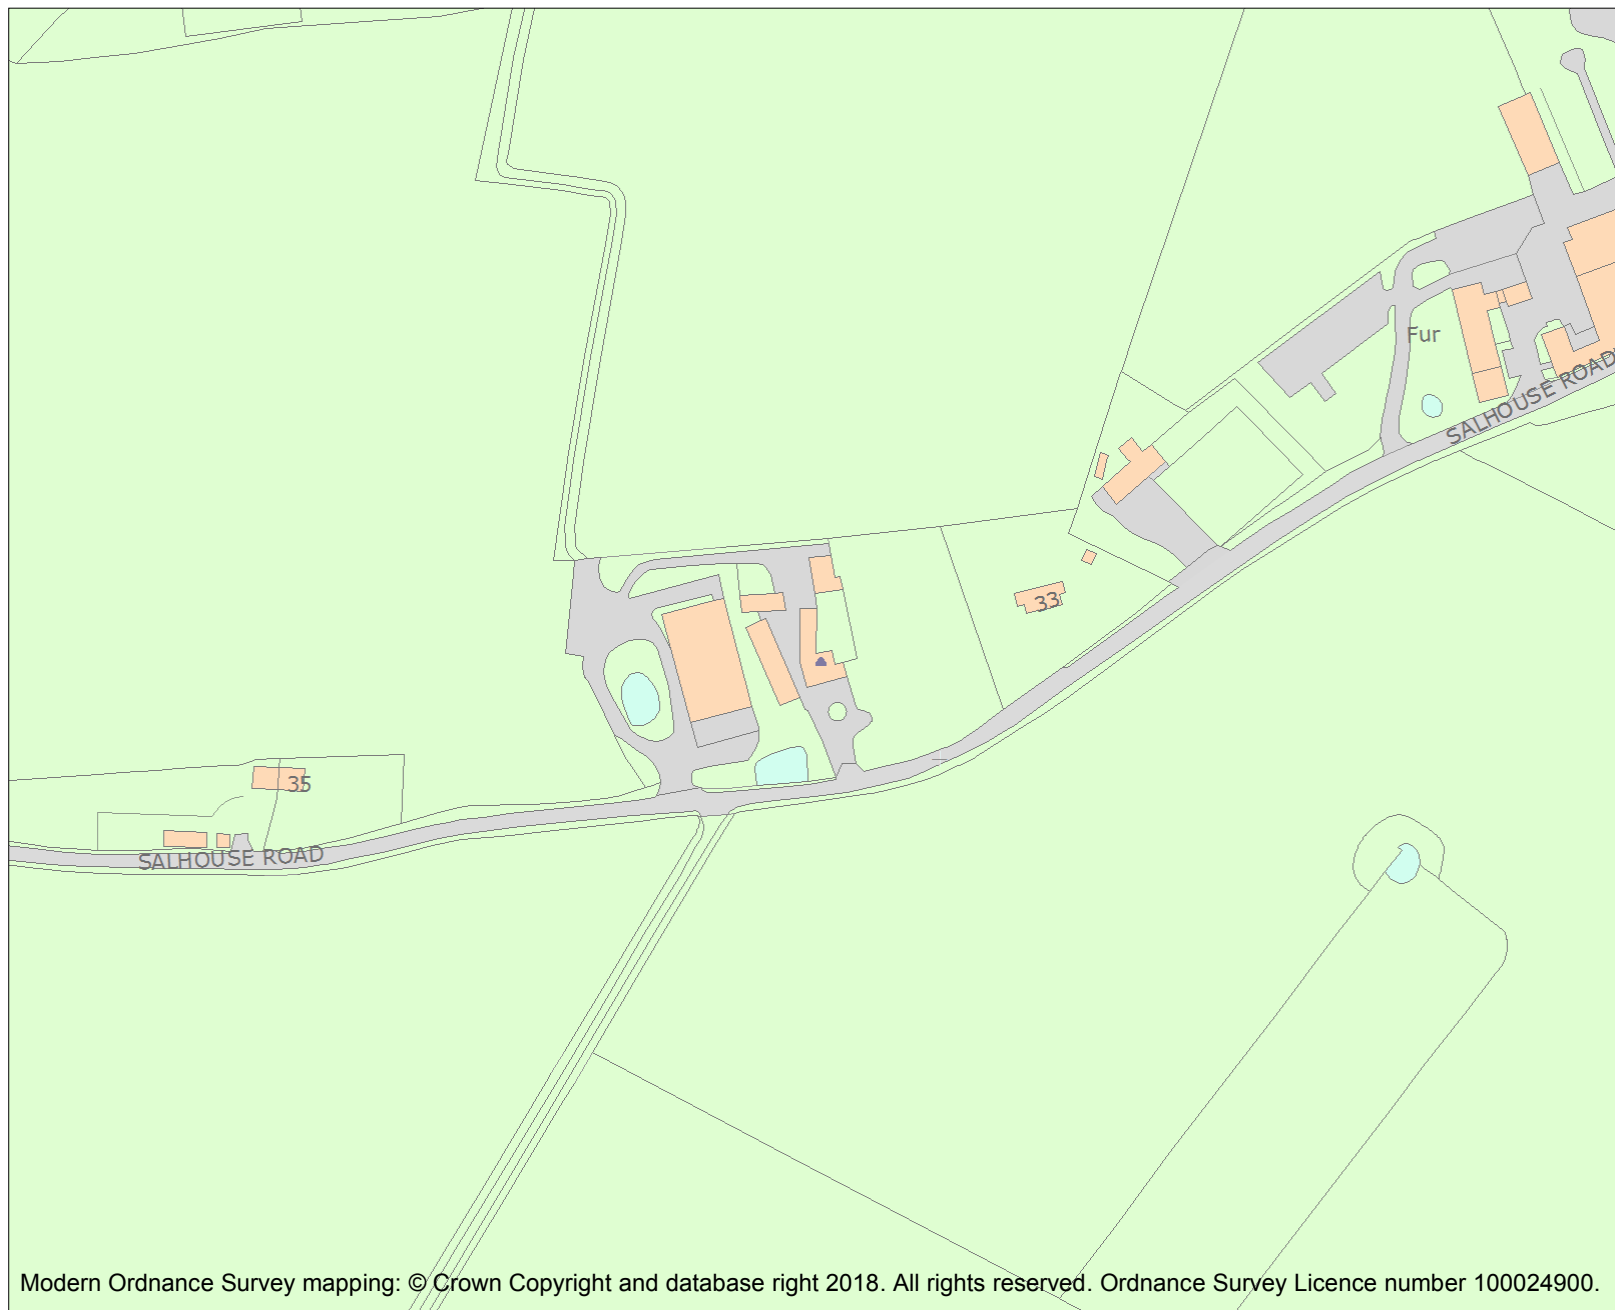 Fur
SALHOUSE ROAD
33
35
SALHOUSE ROAD
Modern Ordnance Survey mapping: © Crown Copyright and database right 2018. All rights reserved. Ordnance Survey Licence number 100024900.